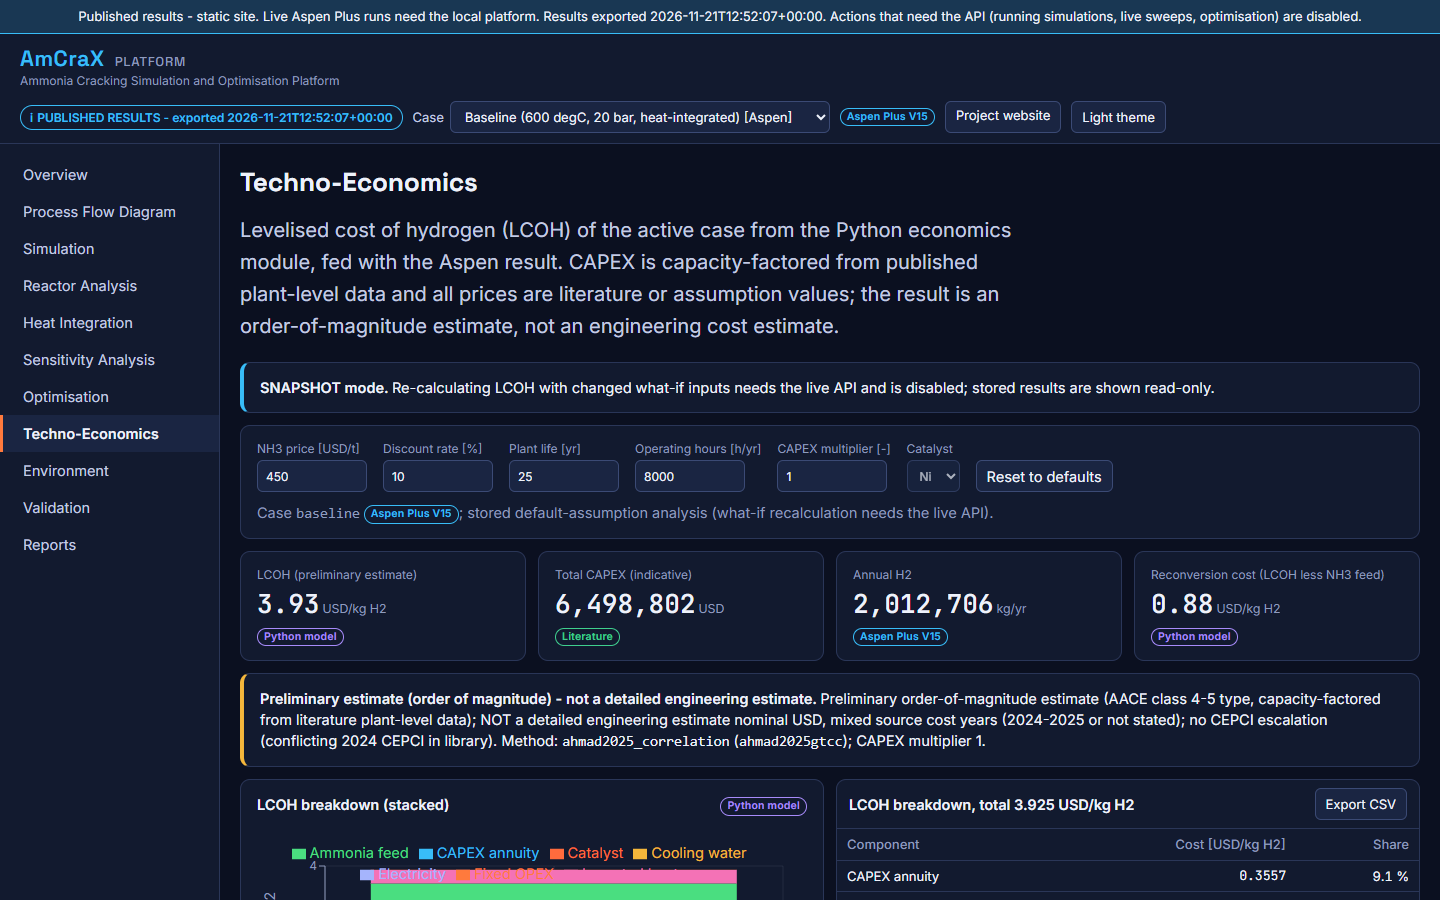 Published results - static site. Live Aspen Plus runs need the local platform. Results exported 2026-11-21T12:52:07+00:00. Actions that need the API (running simulations, live sweeps, optimisation) are disabled.
AmCraX PLATFORM
Ammonia Cracking Simulation and Optimisation Platform
i PUBLISHED RESULTS - exported 2026-11-21T12:52:07+00:00
Case
Baseline (600 degC, 20 bar, heat-integrated) [Aspen]
Aspen Plus V15
Project website
Light theme
Overview
Process Flow Diagram
Simulation
Reactor Analysis
Heat Integration
Sensitivity Analysis
Optimisation
Techno-Economics
Environment
Validation
Reports
Techno-Economics
Levelised cost of hydrogen (LCOH) of the active case from the Python economics
module, fed with the Aspen result. CAPEX is capacity-factored from published
plant-level data and all prices are literature or assumption values; the result is an
order-of-magnitude estimate, not an engineering cost estimate.
SNAPSHOT mode. Re-calculating LCOH with changed what-if inputs needs the live API and is disabled; stored results are shown read-only.
NH3 price [USD/t] Discount rate [%] Plant life [yr] Operating hours [h/yr] CAPEX multiplier [-] Catalyst
450 10 25 8000 1 Ni Reset to defaults
Case baseline Aspen Plus V15; stored default-assumption analysis (what-if recalculation needs the live API).
LCOH (preliminary estimate)
3.93 USD/kg H2
Python model
Total CAPEX (indicative)
6,498,802 USD
Literature
Annual H2
2,012,706 kg/yr
Aspen Plus V15
Reconversion cost (LCOH less NH3 feed)
0.88 USD/kg H2
Python model
Preliminary estimate (order of magnitude) - not a detailed engineering estimate. Preliminary order-of-magnitude estimate (AACE class 4-5 type, capacity-factored
from literature plant-level data); NOT a detailed engineering estimate nominal USD, mixed source cost years (2024-2025 or not stated); no CEPCI escalation
(conflicting 2024 CEPCI in library). Method: ahmad2025_correlation (ahmad2025gtcc); CAPEX multiplier 1.
LCOH breakdown (stacked)
Python model
Ammonia feed CAPEX annuity Catalyst Cooling water
Electricity Fixed OPEX
4
LCOH breakdown, total 3.925 USD/kg H2
Export CSV
Component Cost [USD/kg H2] Share
CAPEX annuity 0.3557 9.1 %